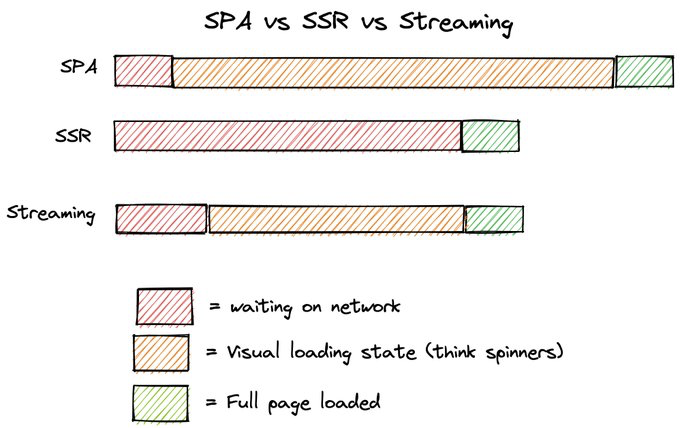 SPA vs SSR vs Streaming
SPA
SSR
Streaming
= waiting on network
= Visual loading state (think spinners)
= Full page loaded